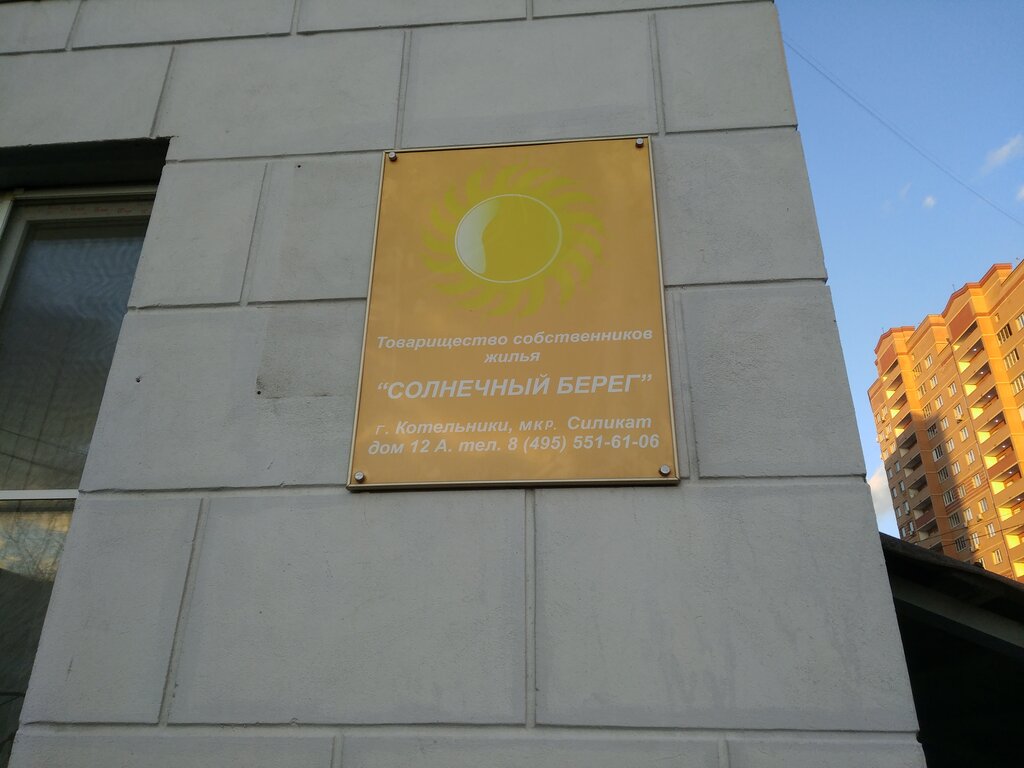 Товарищество собственников
жилья
“СОЛНЕЧНЫЙ БЕРЕГ”
г. Котельники, мкр. Силикат
дом 12 А. тел. 8 (495) 551-61-06